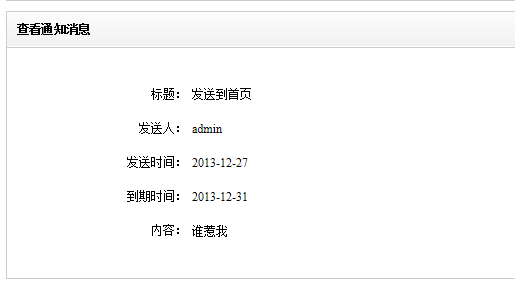 查看通知消息
标题： 发送到首页
发送人： admin
发送时间： 2013-12-27
到期时间： 2013-12-31
内容： 谁惹我